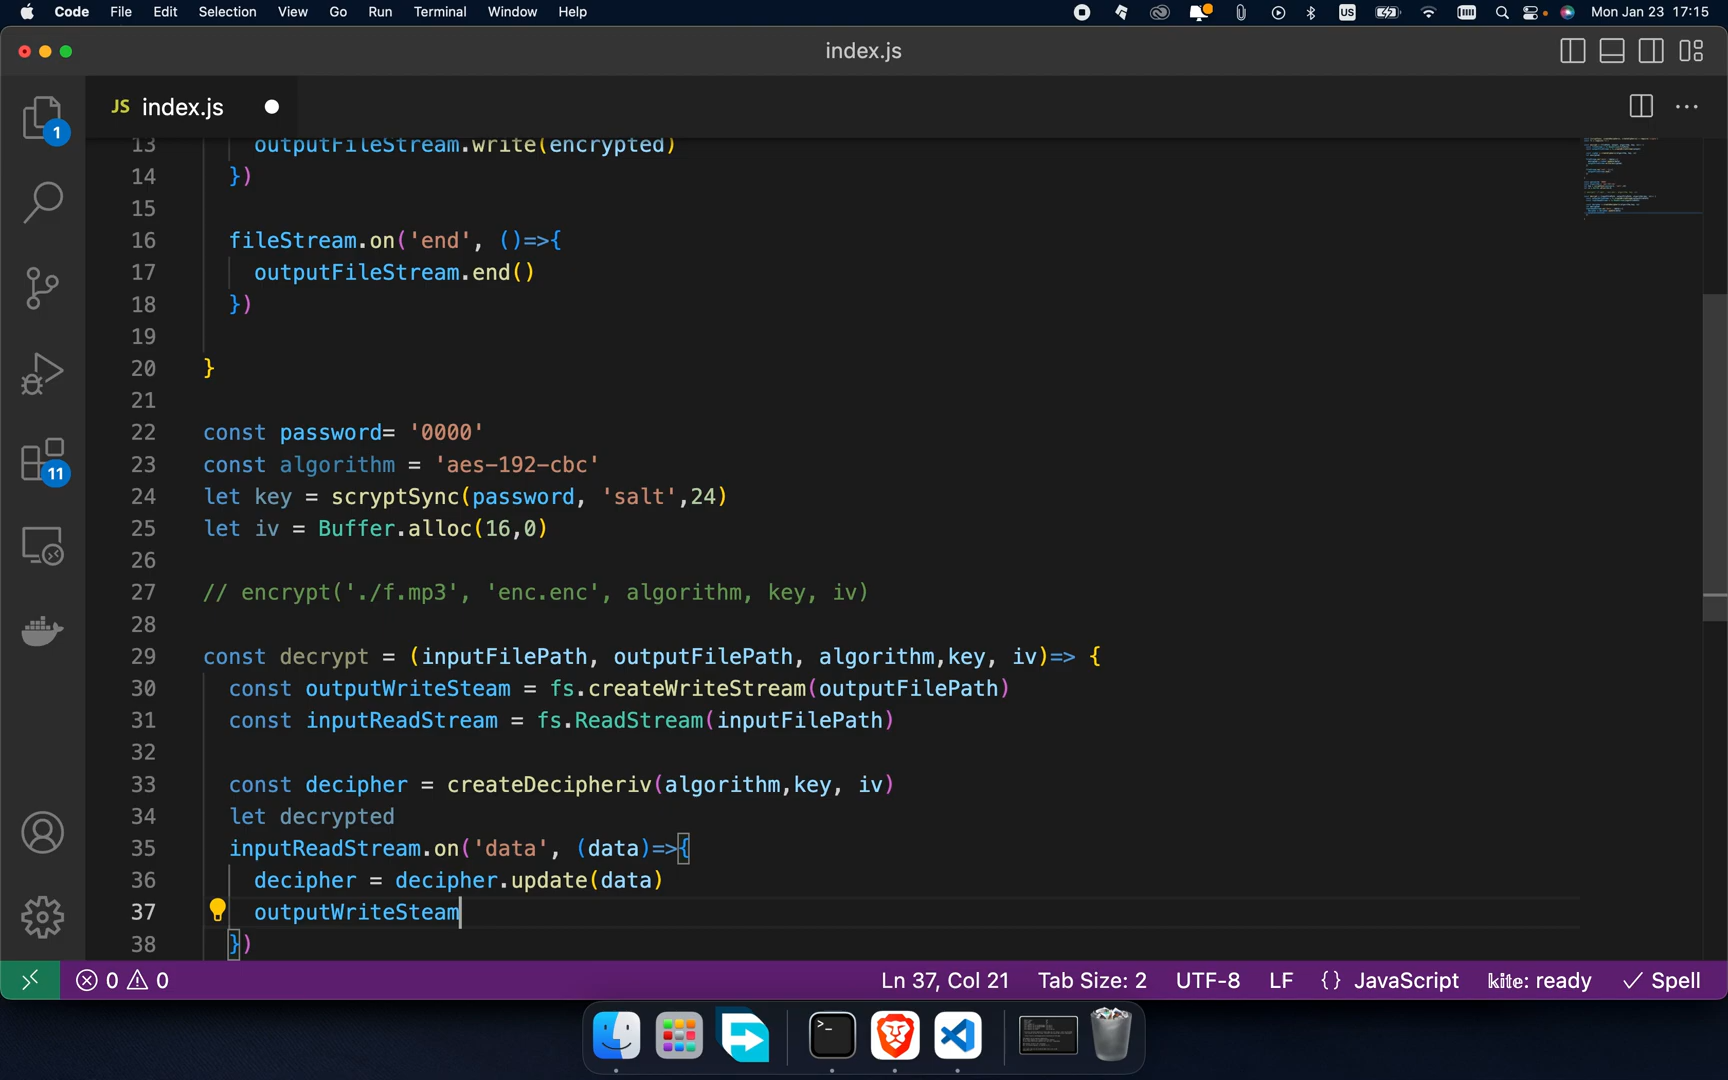 Code File Edit Selection View Go Run Terminal Window Help US Mon Jan 23 17:15
index.js
JS index.js
1
11
13 outputFileStream.write(encrypted)
14 })
15
16 fileStream.on('end', ()=>{
17 outputFileStream.end()
18 })
19
20 }
21
22 const password= '0000'
23 const algorithm = 'aes-192-cbc'
24 let key = scryptSync(password, 'salt',24)
25 let iv = Buffer.alloc(16,0)
26
27 // encrypt('./f.mp3', 'enc.enc', algorithm, key, iv)
28
29 const decrypt = (inputFilePath, outputFilePath, algorithm,key, iv)=> {
30 const outputWriteSteam = fs.createWriteStream(outputFilePath)
31 const inputReadStream = fs.ReadStream(inputFilePath)
32
33 const decipher = createDecipheriv(algorithm,key, iv)
34 let decrypted
35 inputReadStream.on('data', (data)=>{
36 decipher = decipher.update(data)
37 outputWriteSteam
38 })
0 0 Ln 37, Col 21 Tab Size: 2 UTF-8 LF {} JavaScript kite: ready Spell